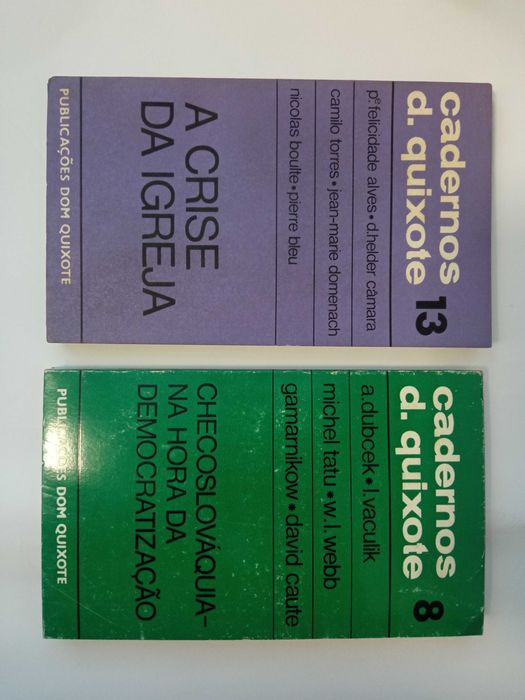 cadernos
d. quixote 13
pe. felicidade alves • d.helder câmara
camilo torres • jean-marie domenach
nicolas boulte • pierre bleu
A CRISE
DA IGREJA
PUBLICAÇÕES DOM QUIXOTE
cadernos
d. quixote 8
a.dubcek • l.vaculik
michel tatu • w.l.webb
gamarnikow • david caute
CHECOSLOVÁQUIA-
NA HORA DA
DEMOCRATIZAÇÃO
PUBLICAÇÕES DOM QUIXOTE